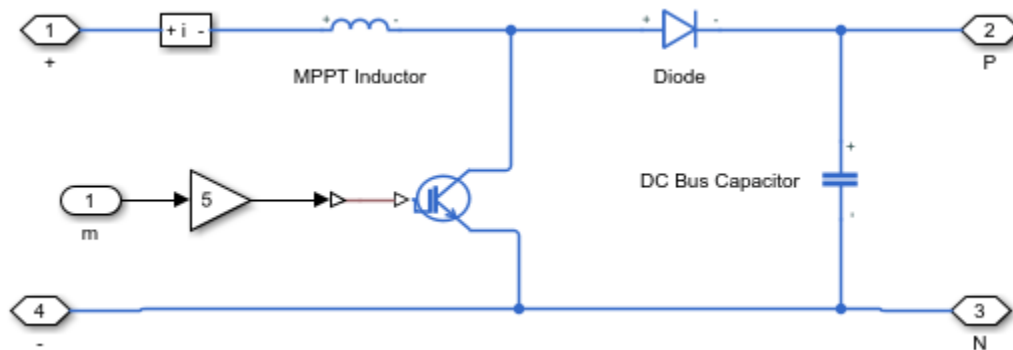 1
+
+ i -
+ -
MPPT Inductor
+ -
Diode
2
P
1
m
5
+
DC Bus Capacitor
-
4
-
3
N